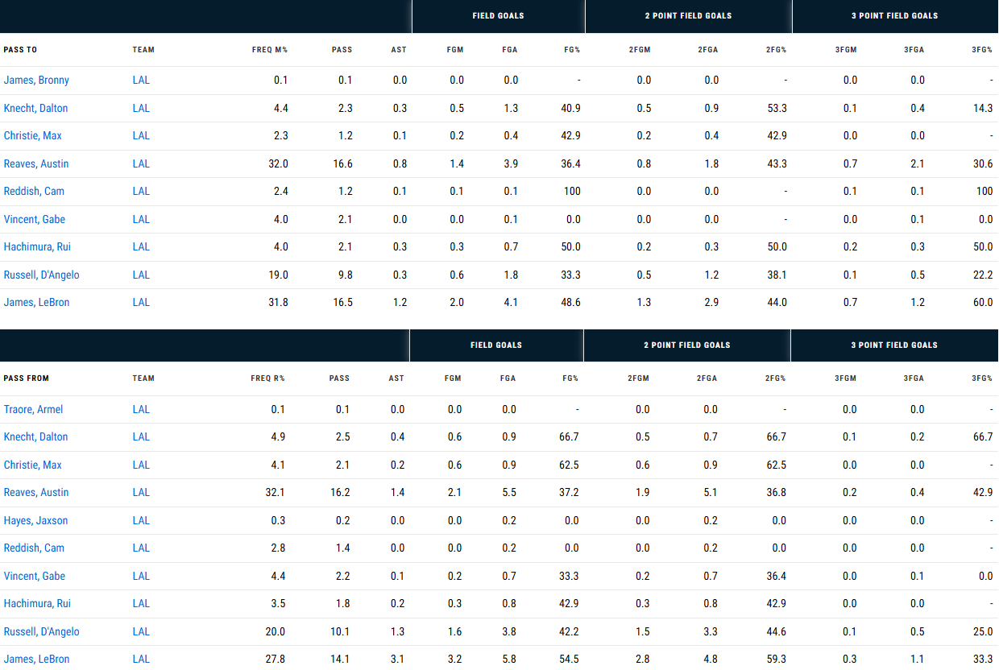 FIELD GOALS 2 POINT FIELD GOALS 3 POINT FIELD GOALS
PASS TO TEAM FREQ M% PASS AST FGM FGA FG% 2FGM 2FGA 2FG% 3FGM 3FGA 3FG%
James, Bronny LAL 0.1 0.1 0.0 0.0 0.0 - 0.0 0.0 - 0.0 0.0 -
Knecht, Dalton LAL 4.4 2.3 0.3 0.5 1.3 40.9 0.5 0.9 53.3 0.1 0.4 14.3
Christie, Max LAL 2.3 1.2 0.1 0.2 0.4 42.9 0.2 0.4 42.9 0.0 0.0 -
Reaves, Austin LAL 32.0 16.6 0.8 1.4 3.9 36.4 0.8 1.8 43.3 0.7 2.1 30.6
Reddish, Cam LAL 2.4 1.2 0.1 0.1 0.1 100 0.0 0.0 - 0.1 0.1 100
Vincent, Gabe LAL 4.0 2.1 0.0 0.0 0.1 0.0 0.0 0.0 - 0.0 0.1 0.0
Hachimura, Rui LAL 4.0 2.1 0.3 0.3 0.7 50.0 0.2 0.3 50.0 0.2 0.3 50.0
Russell, D'Angelo LAL 19.0 9.8 0.3 0.6 1.8 33.3 0.5 1.2 38.1 0.1 0.5 22.2
James, LeBron LAL 31.8 16.5 1.2 2.0 4.1 48.6 1.3 2.9 44.0 0.7 1.2 60.0
FIELD GOALS 2 POINT FIELD GOALS 3 POINT FIELD GOALS
PASS FROM TEAM FREQ R% PASS AST FGM FGA FG% 2FGM 2FGA 2FG% 3FGM 3FGA 3FG%
Traore, Armel LAL 0.1 0.1 0.0 0.0 0.0 - 0.0 0.0 - 0.0 0.0 -
Knecht, Dalton LAL 4.9 2.5 0.4 0.6 0.9 66.7 0.5 0.7 66.7 0.1 0.2 66.7
Christie, Max LAL 4.1 2.1 0.2 0.6 0.9 62.5 0.6 0.9 62.5 0.0 0.0 -
Reaves, Austin LAL 32.1 16.2 1.4 2.1 5.5 37.2 1.9 5.1 36.8 0.2 0.4 42.9
Hayes, Jaxson LAL 0.3 0.2 0.0 0.0 0.2 0.0 0.0 0.2 0.0 0.0 0.0 -
Reddish, Cam LAL 2.8 1.4 0.0 0.0 0.2 0.0 0.0 0.2 0.0 0.0 0.0 -
Vincent, Gabe LAL 4.4 2.2 0.1 0.2 0.7 33.3 0.2 0.7 36.4 0.0 0.1 0.0
Hachimura, Rui LAL 3.5 1.8 0.2 0.3 0.8 42.9 0.3 0.8 42.9 0.0 0.0 -
Russell, D'Angelo LAL 20.0 10.1 1.3 1.6 3.8 42.2 1.5 3.3 44.6 0.1 0.5 25.0
James, LeBron LAL 27.8 14.1 3.1 3.2 5.8 54.5 2.8 4.8 59.3 0.3 1.1 33.3